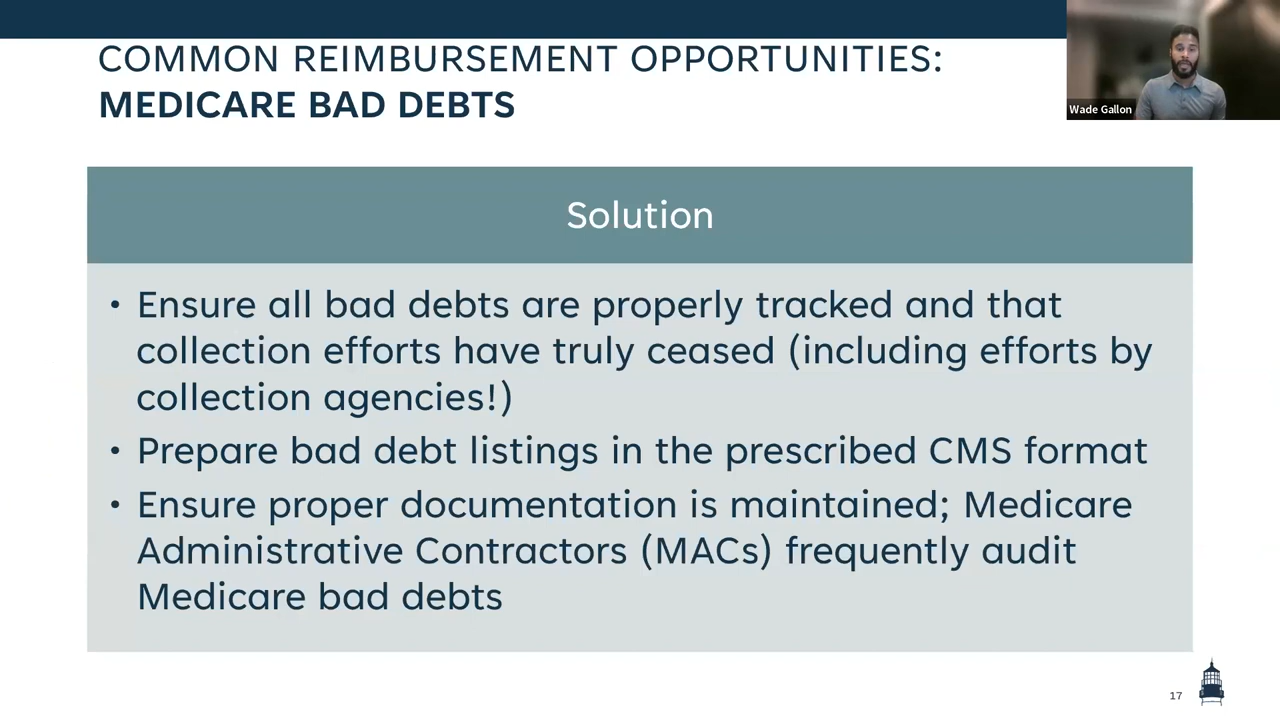 COMMON REIMBURSEMENT OPPORTUNITIES:
MEDICARE BAD DEBTS
Wade Gallon
Solution
• Ensure all bad debts are properly tracked and that
collection efforts have truly ceased (including efforts by
collection agencies!)
• Prepare bad debt listings in the prescribed CMS format
• Ensure proper documentation is maintained; Medicare
Administrative Contractors (MACs) frequently audit
Medicare bad debts
17